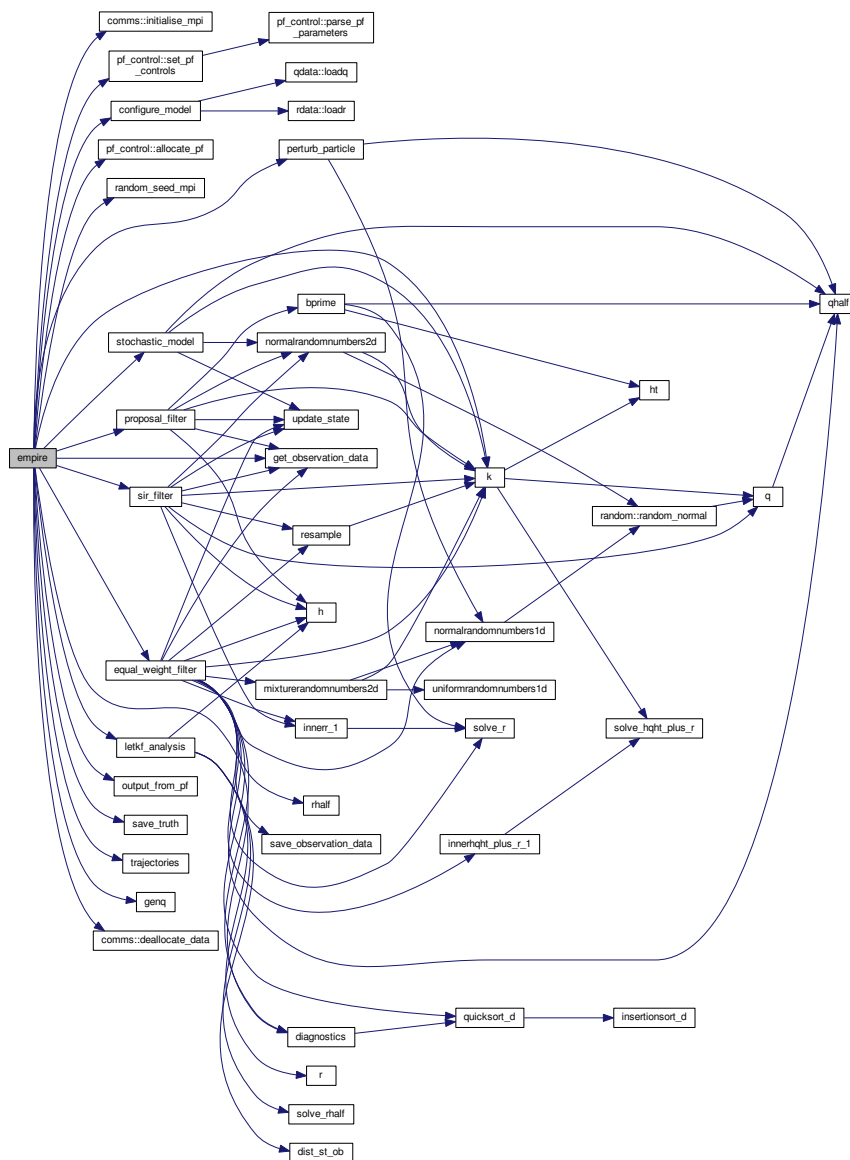 comms::initialise_mpi
pf_control::parse_pf
_parameters
pf_control::set_pf
_controls
qdata::loadq
configure_model
rdata::loadr
pf_control::allocate_pf
perturb_particle
random_seed_mpi
bprime
qhalf
stochastic_model
normalrandomnumbers2d
ht
proposal_filter
update_state
empire
get_observation_data
k
sir_filter
q
random::random_normal
resample
h
normalrandomnumbers1d
equal_weight_filter
mixturerandomnumbers2d
uniformrandomnumbers1d
innerr_1
solve_r
solve_hqht_plus_r
letkf_analysis
output_from_pf
rhalf
save_truth
save_observation_data
innerhqht_plus_r_1
trajectories
genq
comms::deallocate_data
quicksort_d
insertionsort_d
diagnostics
r
solve_rhalf
dist_st_ob